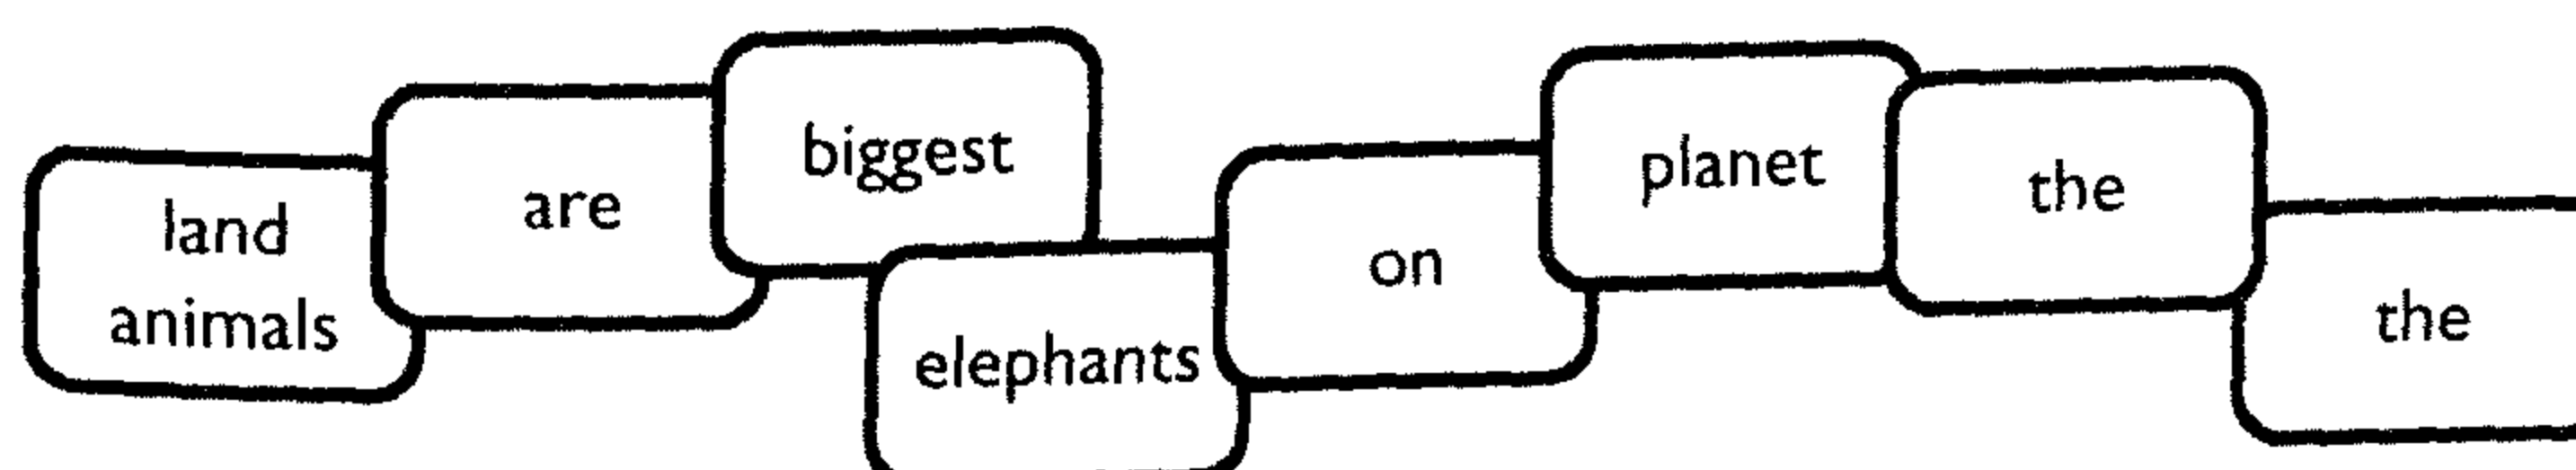 land
animals
are
biggest
elephants
on
planet
the
the